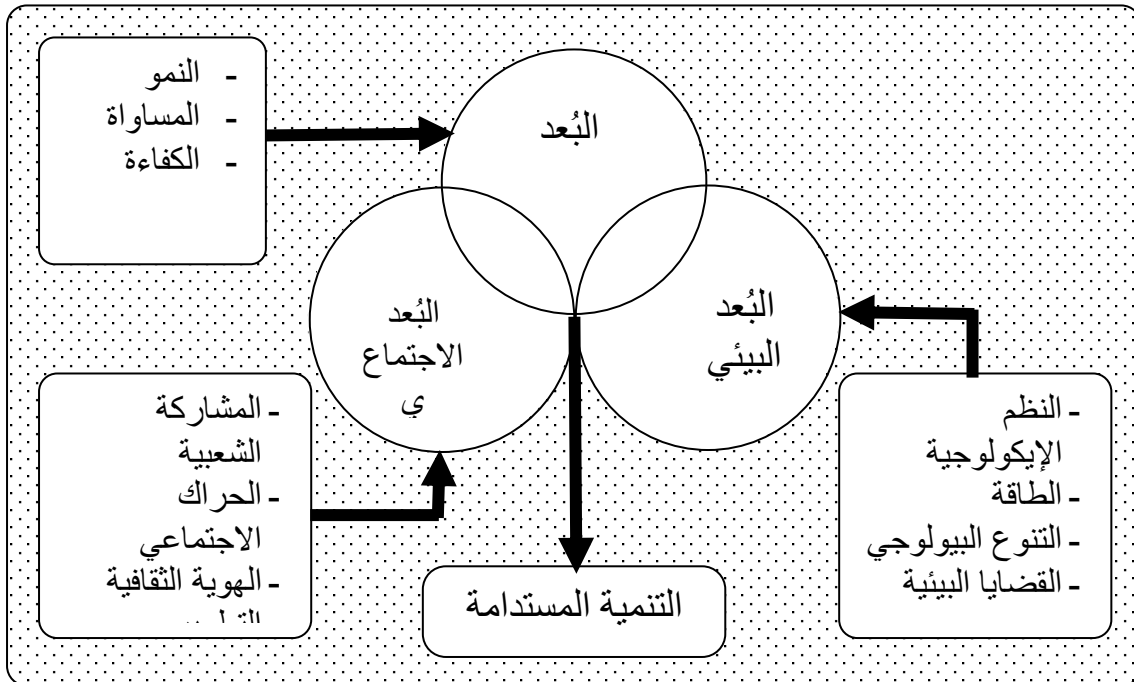 - النمو
- المساواة
- الكفاءة
البُعد
البُعد
الاجتماع
ي
البُعد
البيئي
- المشاركة
الشعبية
- الحراك
الاجتماعي
- الهوية الثقافية
- النظم
الإيكولوجية
- الطاقة
- التنوع البيولوجي
- القضايا البيئية
التنمية المستدامة